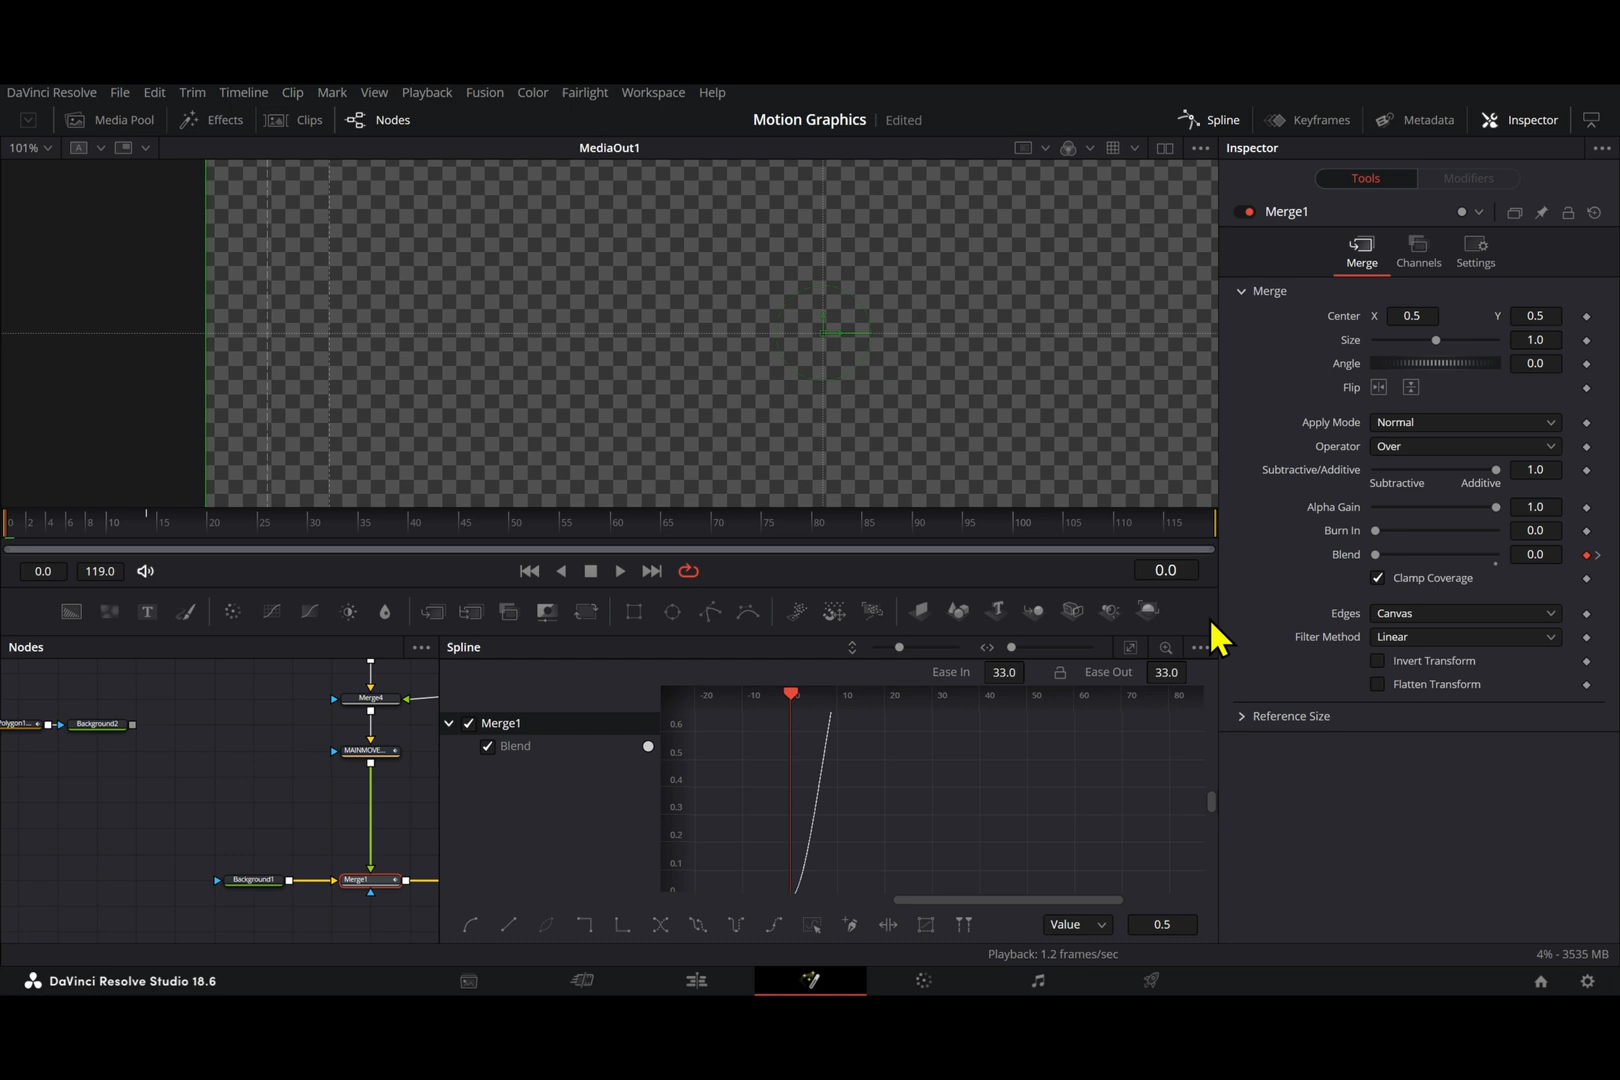 DaVinci Resolve File Edit Trim Timeline Clip Mark View Playback Fusion Color Fairlight Workspace Help
Media Pool Effects Clips Nodes Motion Graphics Edited Spline Keyframes Metadata Inspector
101% A MediaOut1 Inspector
Tools Modifiers
Merge1
Merge Channels Settings
Merge
Center X 0.5 Y 0.5
Size 1.0
Angle 0.0
Flip
Apply Mode Normal
Operator Over
Subtractive/Additive 1.0
Subtractive Additive
Alpha Gain 1.0
Burn In 0.0
Blend 0.0
Clamp Coverage
Edges Canvas
Filter Method Linear
Invert Transform
Flatten Transform
Reference Size
0 2 4 6 8 10 15 20 25 30 35 40 45 50 55 60 65 70 75 80 85 90 95 100 105 110 115
0.0 119.0 0.0
T T
Nodes
Merge4
Background2
MAINMOVE...
Background1 Merge1
Spline
Ease In 33.0 Ease Out 33.0
-20 -10 10 20 30 40 50 60 70 80
Merge1
Blend
0.6
0.5
0.4
0.3
0.2
0.1
0
Value 0.5
Playback: 1.2 frames/sec 4% - 3535 MB
DaVinci Resolve Studio 18.6